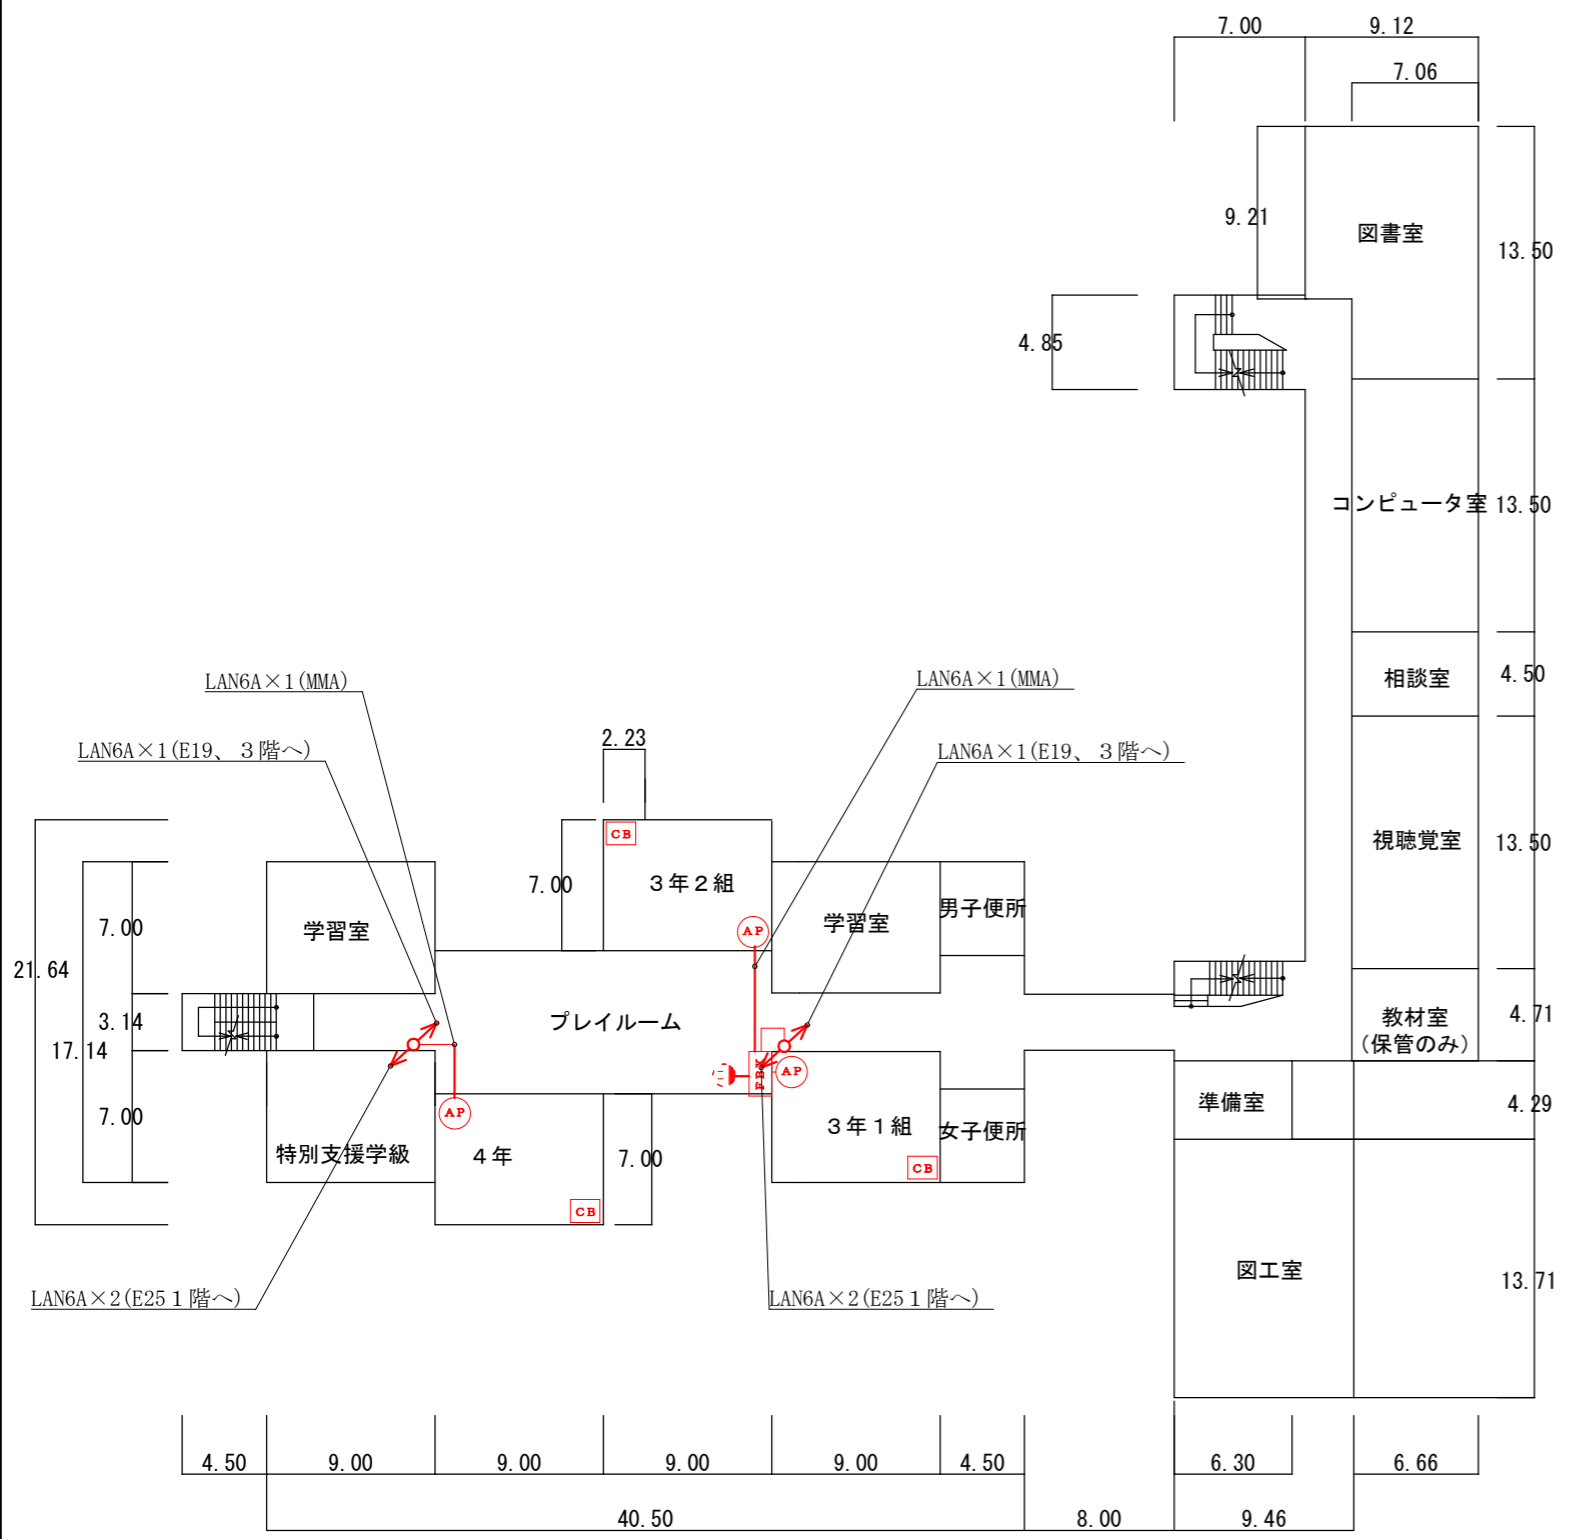 7.00
9.12
7.06
9.21
図書室
13.50
4.85
コンピュータ室
13.50
相談室
4.50
LAN6A×1(MMA)
LAN6A×1(MMA)
LAN6A×1(E19、３階へ)
2.23
LAN6A×1(E19、３階へ)
CB
視聴覚室
13.50
7.00
３年２組
7.00
学習室
AP
学習室
男子便所
21.64
3.14
17.14
プレイルーム
教材室
(保管のみ)
4.71
FBX
AP
7.00
AP
３年１組
女子便所
準備室
4.29
特別支援学級
４年
7.00
CB
CB
図工室
13.71
LAN6A×2(E25１階へ)
LAN6A×2(E25１階へ)
4.50
9.00
9.00
9.00
9.00
4.50
6.30
6.66
40.50
8.00
9.46